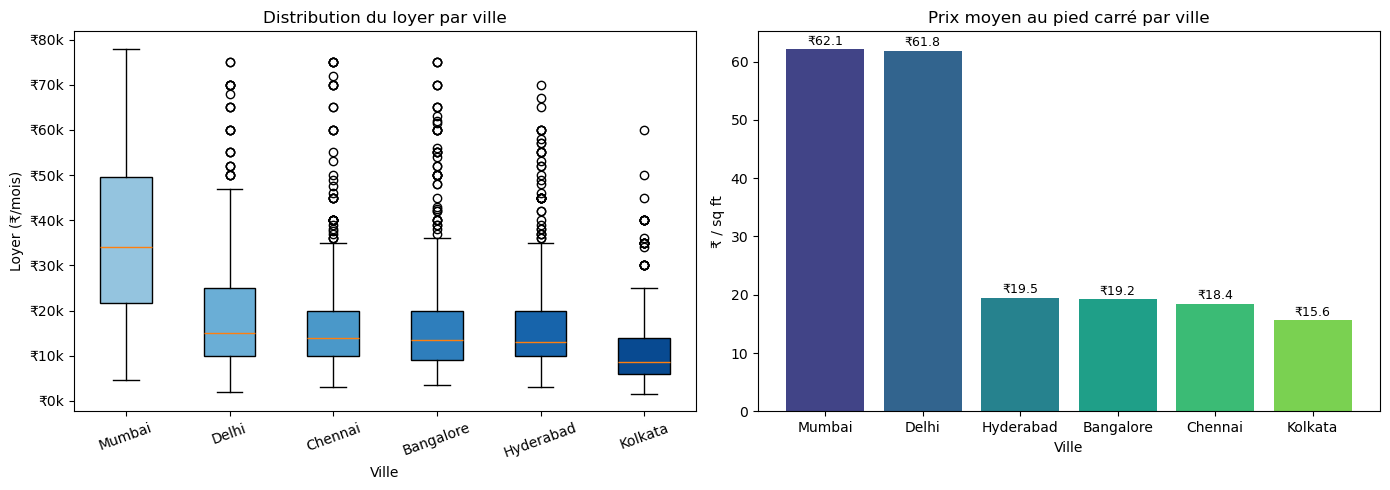 Distribution du loyer par ville
₹80k
₹70k
₹60k
₹50k
₹40k
₹30k
₹20k
₹10k
₹0k
Loyer (₹/mois)
Mumbai
Delhi
Chennai
Bangalore
Hyderabad
Kolkata
Ville
Prix moyen au pied carré par ville
60
50
40
30
20
10
0
₹ / sq ft
₹62.1
₹61.8
₹19.5
₹19.2
₹18.4
₹15.6
Mumbai
Delhi
Hyderabad
Bangalore
Chennai
Kolkata
Ville